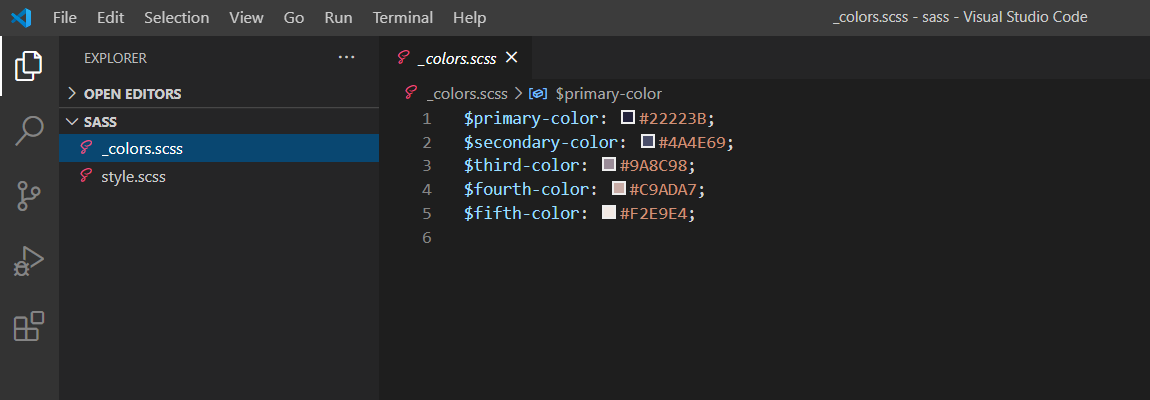 File Edit Selection View Go Run Terminal Help
_colors.scss - sass - Visual Studio Code
EXPLORER
OPEN EDITORS
SASS
_colors.scss
style.scss
_colors.scss
_colors.scss > $primary-color
1 $primary-color: #22223B;
2 $secondary-color: #4A4E69;
3 $third-color: #9A8C98;
4 $fourth-color: #C9ADA7;
5 $fifth-color: #F2E9E4;
6